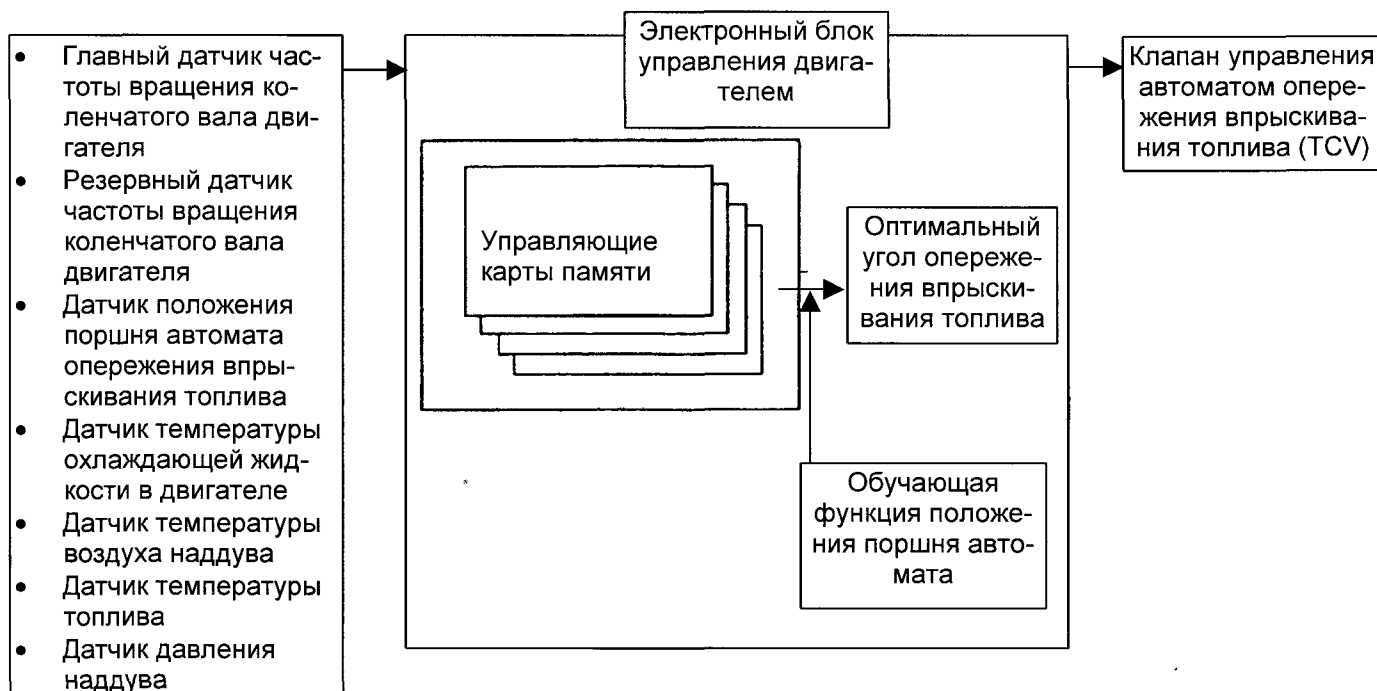 • Главный датчик час-
тоты вращения ко-
ленчатого вала дви-
гателя
• Резервный датчик
частоты вращения
коленчатого вала
двигателя
• Датчик положения
поршня автомата
опережения впры-
скивания топлива
• Датчик температуры
охлаждающей жид-
кости в двигателе
• Датчик температуры
воздуха наддува
• Датчик температуры
топлива
• Датчик давления
наддува
Электронный блок
управления двига-
телем
Управляющие
карты памяти
Оптимальный
угол опереже-
ния впрыски-
вания топлива
Обучающая
функция положе-
ния поршня авто-
мата
Клапан управления
автоматом опере-
жения впрыскива-
ния топлива (TCV)